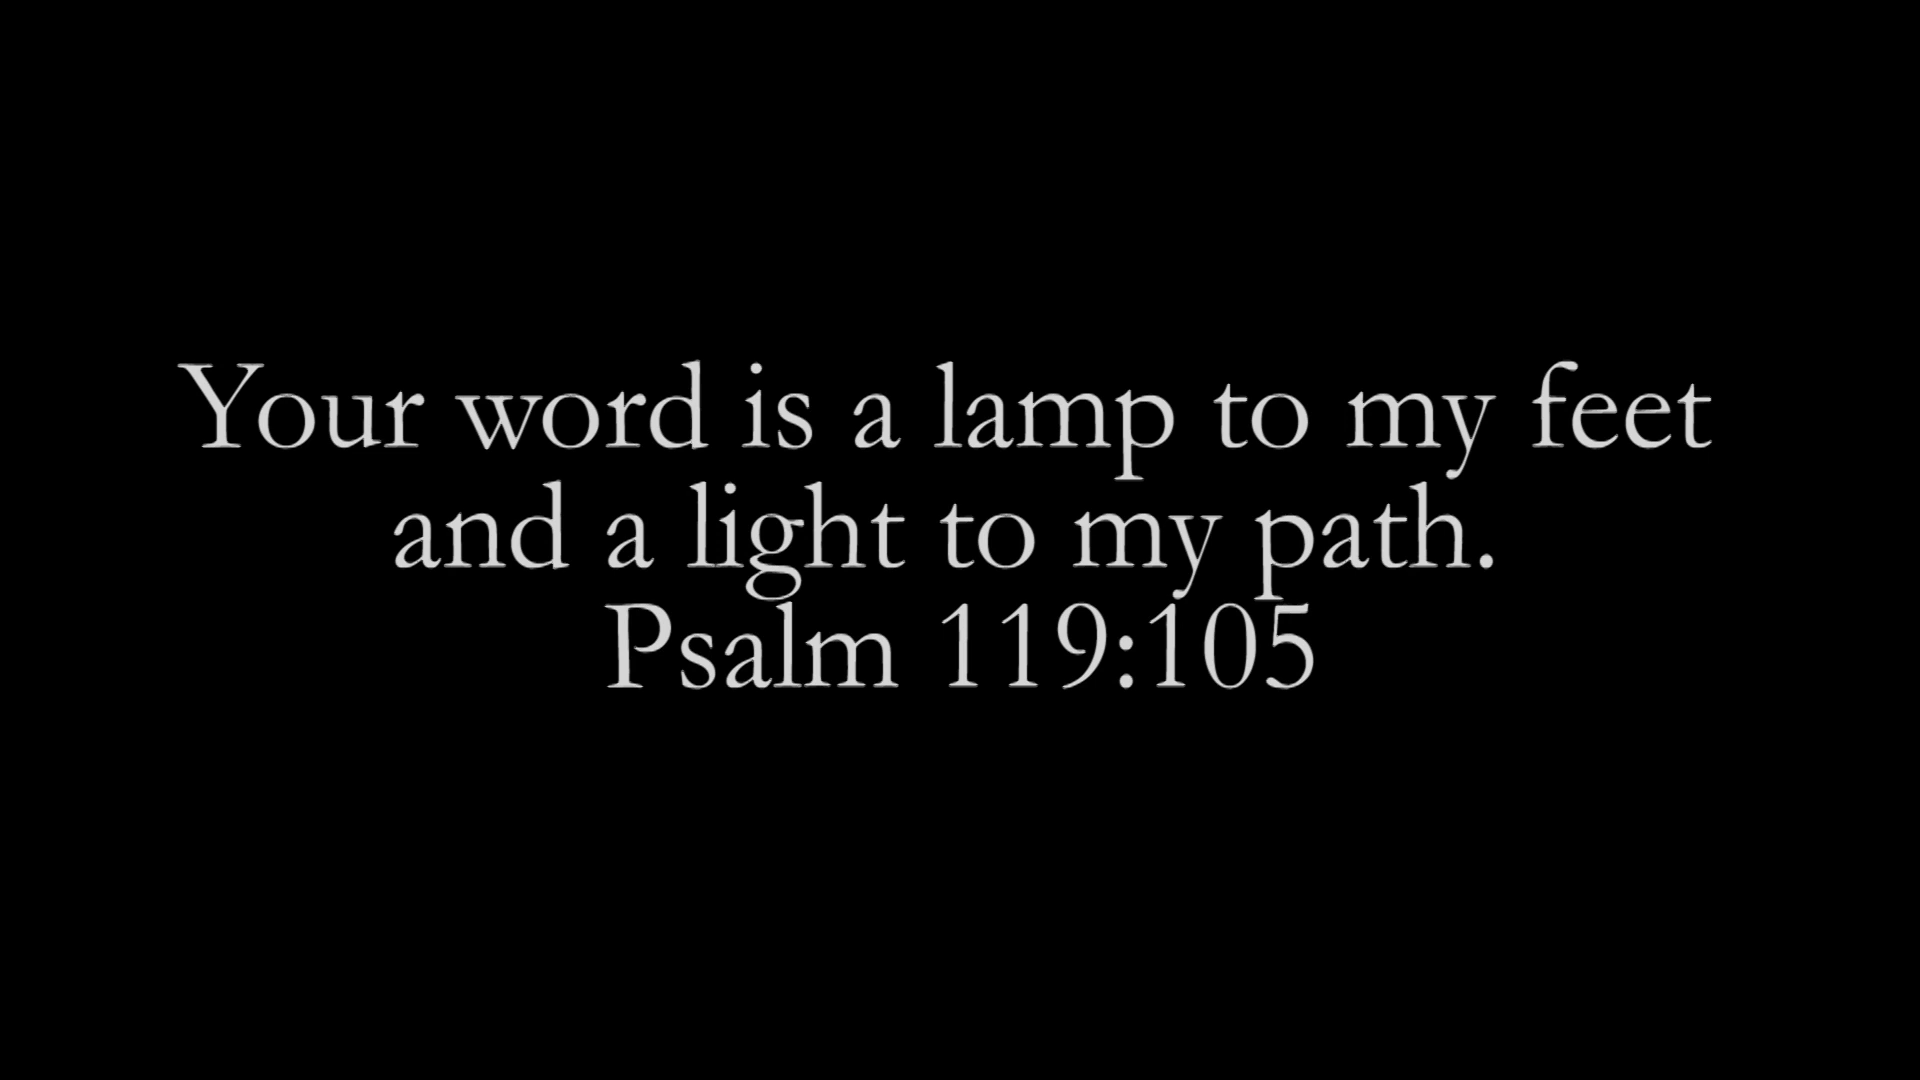 Your word is a lamp to my feet
and a light to my path.
Psalm 119:105